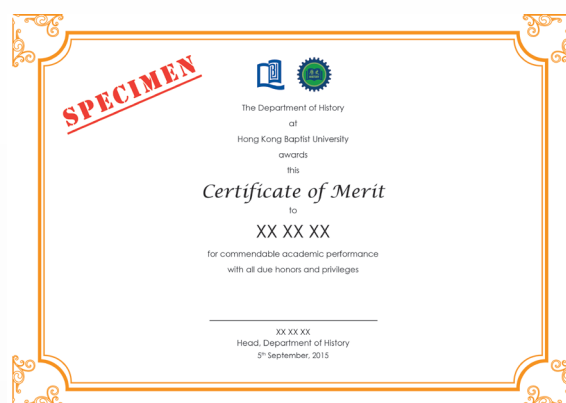 SPECIMEN
The Department of History
at
Hong Kong Baptist University
awards
this
Certificate of Merit
to
XX XX XX
for commendable academic performance
with all due honors and privileges
XX XX XX
Head, Department of History
5th September, 2015